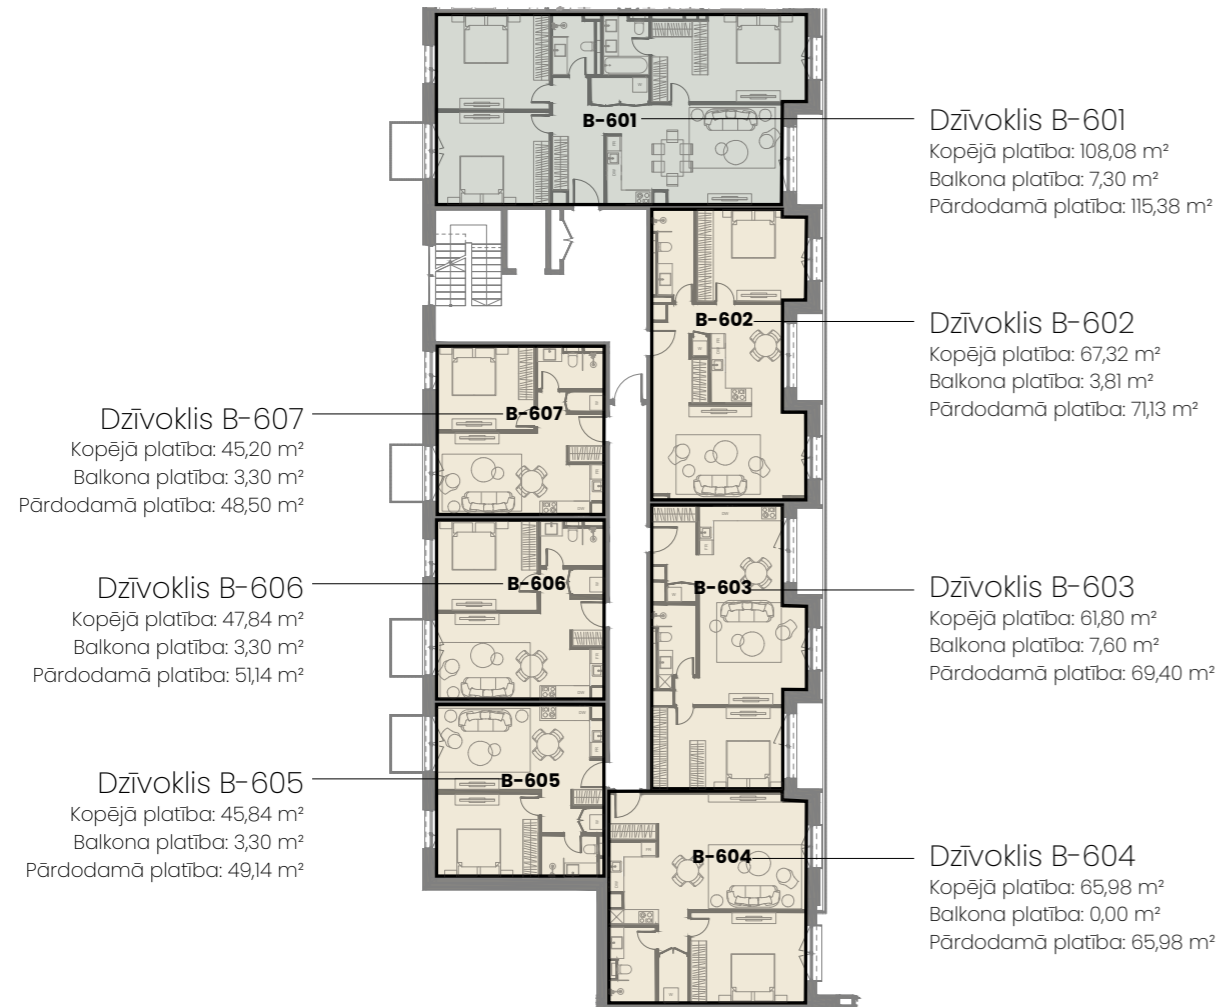 B-601
Dzīvoklis B-601
Kopējā platība: 108,08 m²
Balkona platība: 7,30 m²
Pārdodamā platība: 115,38 m²
B-602
Dzīvoklis B-602
Kopējā platība: 67,32 m²
Balkona platība: 3,81 m²
Pārdodamā platība: 71,13 m²
B-607
Dzīvoklis B-607
Kopējā platība: 45,20 m²
Balkona platība: 3,30 m²
Pārdodamā platība: 48,50 m²
B-606
Dzīvoklis B-606
Kopējā platība: 47,84 m²
Balkona platība: 3,30 m²
Pārdodamā platība: 51,14 m²
B-603
Dzīvoklis B-603
Kopējā platība: 61,80 m²
Balkona platība: 7,60 m²
Pārdodamā platība: 69,40 m²
B-605
Dzīvoklis B-605
Kopējā platība: 45,84 m²
Balkona platība: 3,30 m²
Pārdodamā platība: 49,14 m²
B-604
Dzīvoklis B-604
Kopējā platība: 65,98 m²
Balkona platība: 0,00 m²
Pārdodamā platība: 65,98 m²